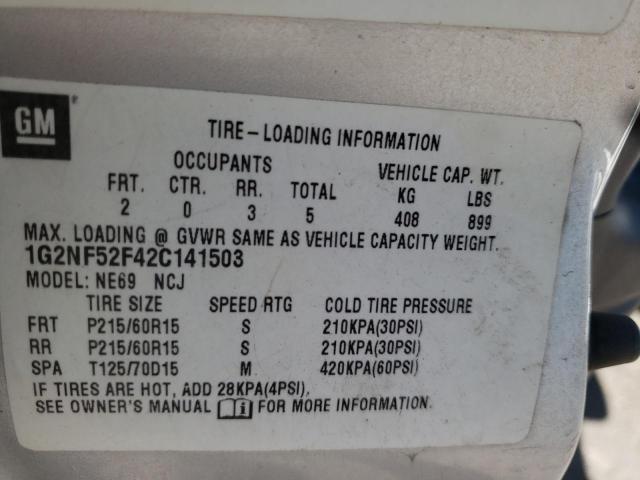 GM
TIRE-LOADING INFORMATION
OCCUPANTS VEHICLE CAP. WT.
FRT. CTR. RR. TOTAL KG LBS
2 0 3 5 408 899
MAX. LOADING @ GVWR SAME AS VEHICLE CAPACITY WEIGHT.
1G2NF52F42C141503
MODEL: NE69 NCJ
TIRE SIZE SPEED RTG COLD TIRE PRESSURE
FRT P215/60R15 S 210KPA(30PSI)
RR P215/60R15 S 210KPA(30PSI)
SPA T125/70D15 M 420KPA(60PSI)
IF TIRES ARE HOT, ADD 28KPA(4PSI).
SEE OWNER'S MANUAL i FOR MORE INFORMATION.